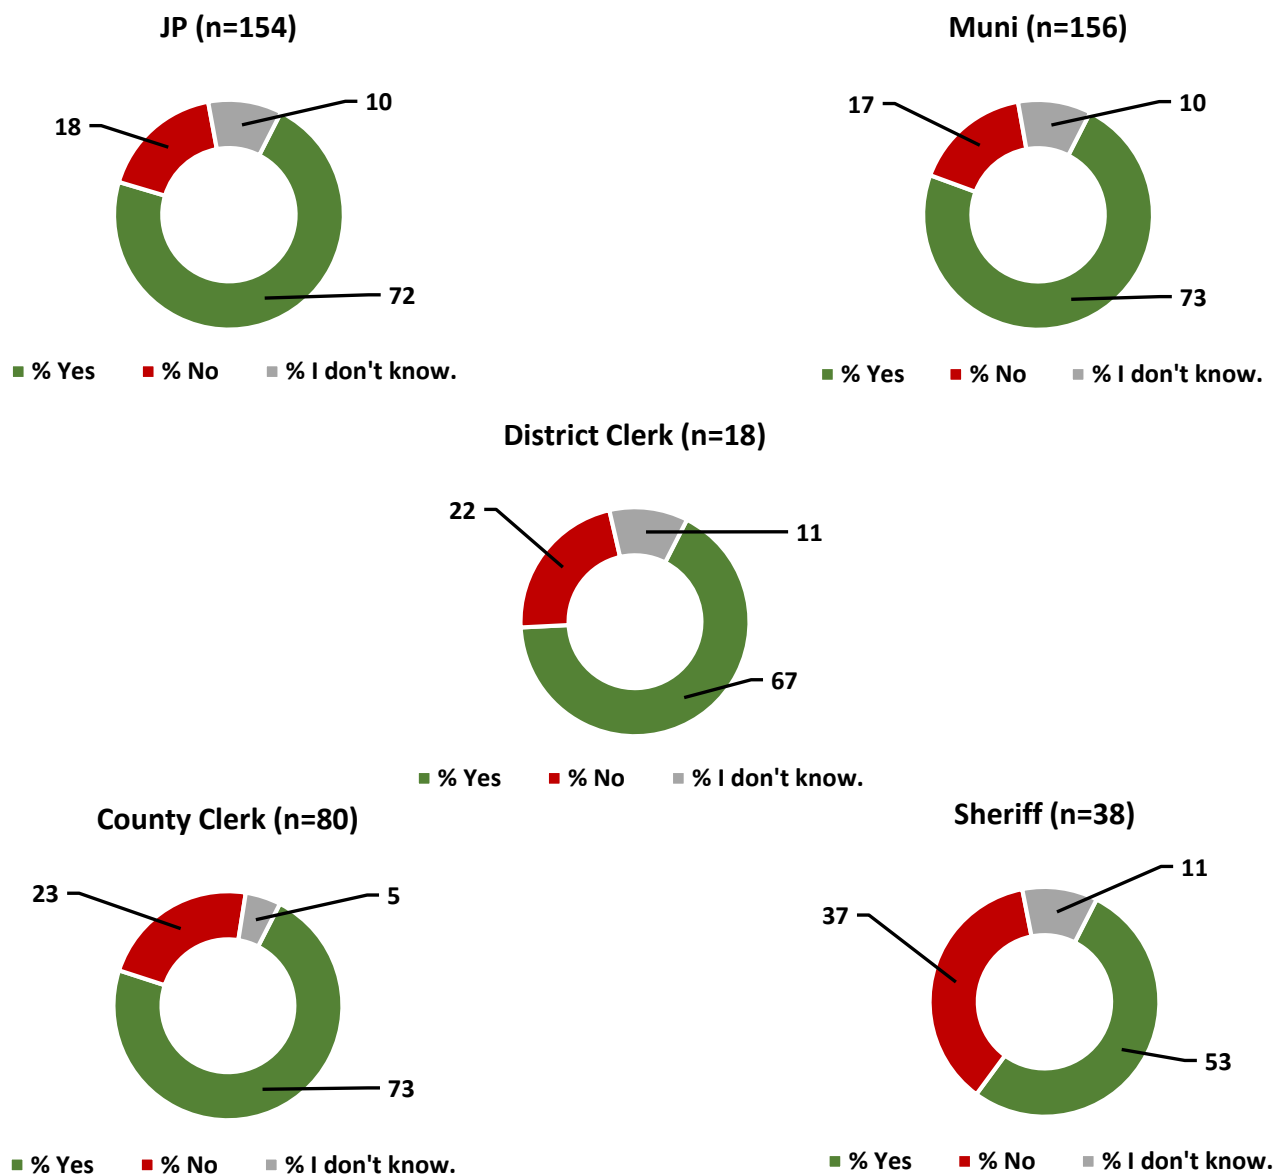 JP (n=154)
18
10
72
% Yes % No % I don't know.
Muni (n=156)
17
10
73
% Yes % No % I don't know.
District Clerk (n=18)
22
11
67
% Yes % No % I don't know.
County Clerk (n=80)
23
5
73
% Yes % No % I don't know.
Sheriff (n=38)
37
11
53
% Yes % No % I don't know.